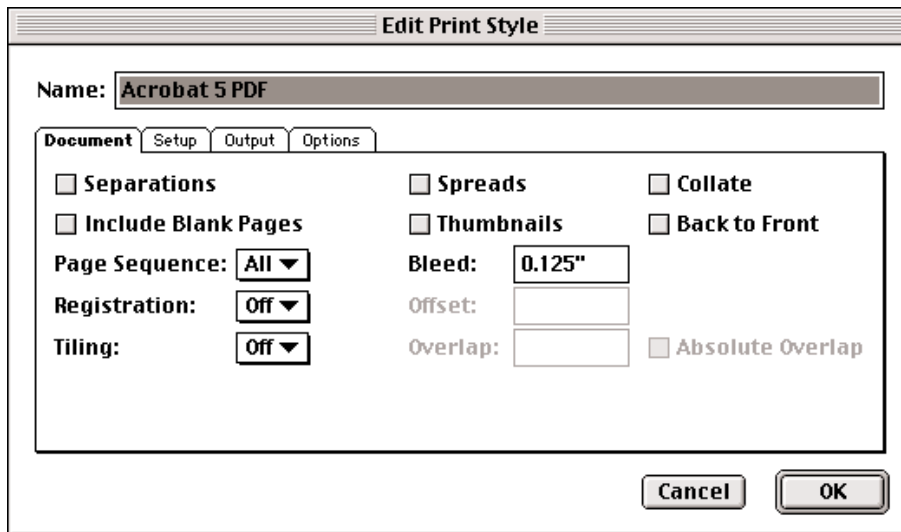 Edit Print Style
Name: Acrobat 5 PDF
Document Setup Output Options
Separations Spreads Collate
Include Blank Pages Thumbnails Back to Front
Page Sequence: All Bleed: 0.125"
Registration: Off Offset:
Tiling: Off Overlap: Absolute Overlap
Cancel OK